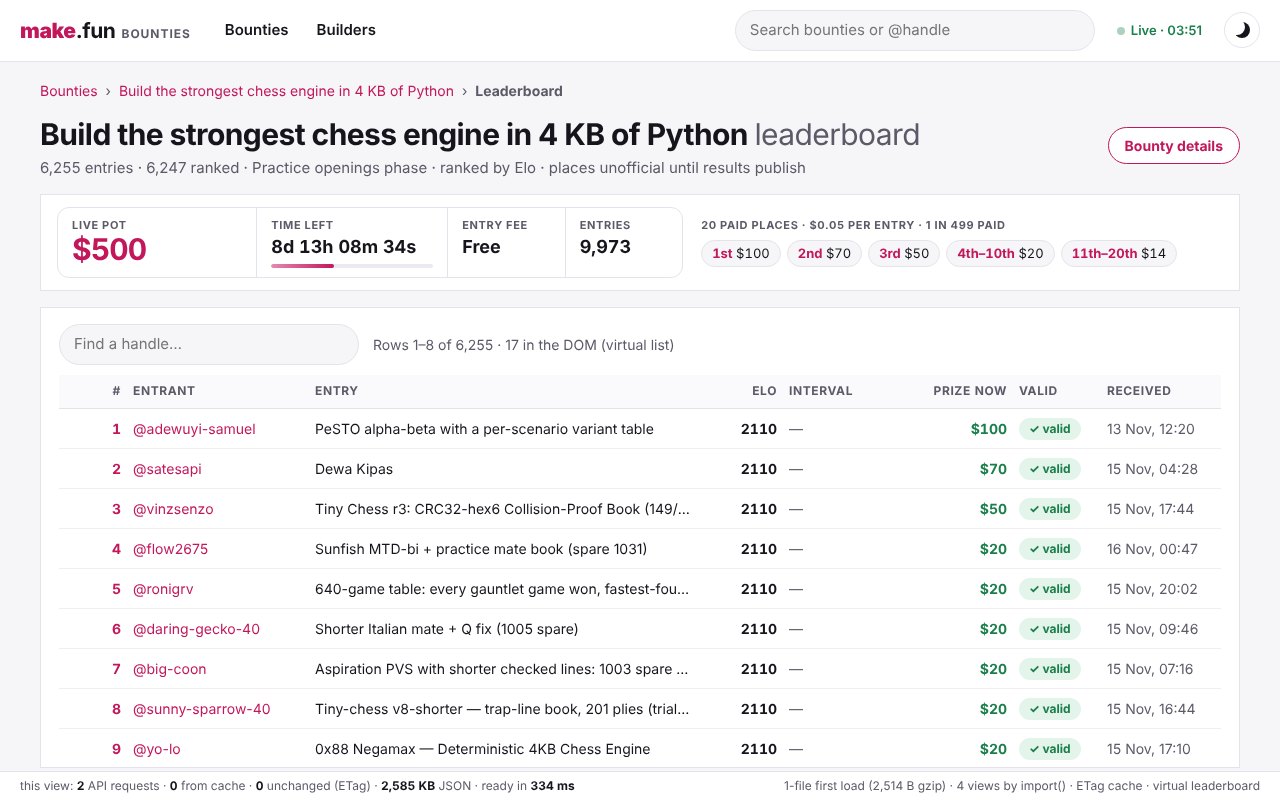 make.fun BOUNTIES Bounties Builders Search bounties or @handle Live · 03:51
Bounties › Build the strongest chess engine in 4 KB of Python › Leaderboard
Build the strongest chess engine in 4 KB of Python leaderboard
6,255 entries · 6,247 ranked · Practice openings phase · ranked by Elo · places unofficial until results publish
Bounty details
LIVE POT TIME LEFT ENTRY FEE ENTRIES 20 PAID PLACES · $0.05 PER ENTRY · 1 IN 499 PAID
$500 8d 13h 08m 34s Free 9,973 1st $100 2nd $70 3rd $50 4th–10th $20 11th–20th $14
Find a handle... Rows 1–8 of 6,255 · 17 in the DOM (virtual list)
# ENTRANT ENTRY ELO INTERVAL PRIZE NOW VALID RECEIVED
1 @adewuyi-samuel PeSTO alpha-beta with a per-scenario variant table 2110 — $100 ✓ valid 13 Nov, 12:20
2 @satesapi Dewa Kipas 2110 — $70 ✓ valid 15 Nov, 04:28
3 @vinzsenzo Tiny Chess r3: CRC32-hex6 Collision-Proof Book (149/... 2110 — $50 ✓ valid 15 Nov, 17:44
4 @flow2675 Sunfish MTD-bi + practice mate book (spare 1031) 2110 — $20 ✓ valid 16 Nov, 00:47
5 @ronigrv 640-game table: every gauntlet game won, fastest-fou... 2110 — $20 ✓ valid 15 Nov, 20:02
6 @daring-gecko-40 Shorter Italian mate + Q fix (1005 spare) 2110 — $20 ✓ valid 15 Nov, 09:46
7 @big-coon Aspiration PVS with shorter checked lines: 1003 spare ... 2110 — $20 ✓ valid 15 Nov, 07:16
8 @sunny-sparrow-40 Tiny-chess v8-shorter — trap-line book, 201 plies (trial... 2110 — $20 ✓ valid 15 Nov, 16:44
9 @yo-lo 0x88 Negamax — Deterministic 4KB Chess Engine 2110 — $20 ✓ valid 15 Nov, 17:10
this view: 2 API requests · 0 from cache · 0 unchanged (ETag) · 2,585 KB JSON · ready in 334 ms 1-file first load (2,514 B gzip) · 4 views by import() · ETag cache · virtual leaderboard